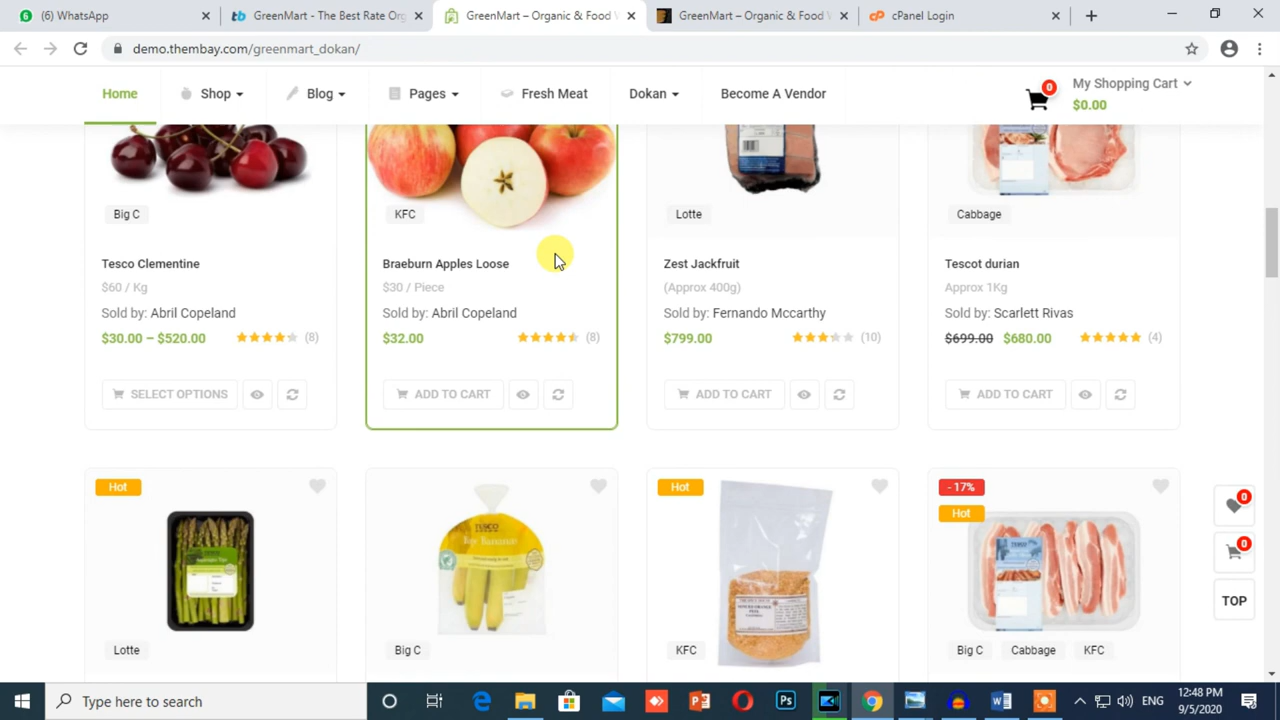 (6) WhatsApp
GreenMart - The Best Rate Or
GreenMart – Organic & Food
GreenMart – Organic & Food
cPanel Login
demo.thembay.com/greenmart_dokan/
Home
Shop
Blog
Pages
Fresh Meat
Dokan
Become A Vendor
0
My Shopping Cart
$0.00
Big C
KFC
Lotte
Cabbage
Tesco Clementine
Braeburn Apples Loose
Zest Jackfruit
Tescot durian
$60 / Kg
$30 / Piece
(Approx 400g)
Approx 1Kg
Sold by: Abril Copeland
Sold by: Abril Copeland
Sold by: Fernando Mccarthy
Sold by: Scarlett Rivas
$30.00 – $520.00 (8)
$32.00 (8)
$799.00 (10)
$699.00 $680.00 (4)
SELECT OPTIONS
ADD TO CART
ADD TO CART
ADD TO CART
Hot
Hot
- 17%
Hot
TESCO
Bananas
0
0
TOP
Lotte
Big C
KFC
Big C Cabbage KFC
Type here to search
ENG
12:48 PM
9/5/2020